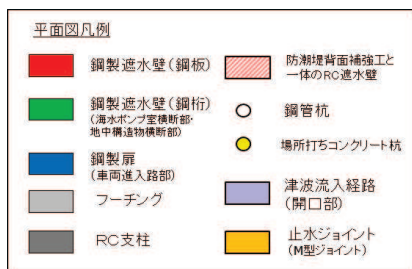 平面図凡例
鋼製遮水壁(鋼板)
鋼製遮水壁(鋼桁)
(海水ポンプ室横断部・
地中構造物横断部)
鋼製扉
(車両進入路部)
フーチング
RC支柱
防潮堤背面補強工と
一体のRC遮水壁
鋼管杭
場所打ちコンクリート杭
津波流入経路
(開口部)
止水ジョイント
(M型ジョイント)